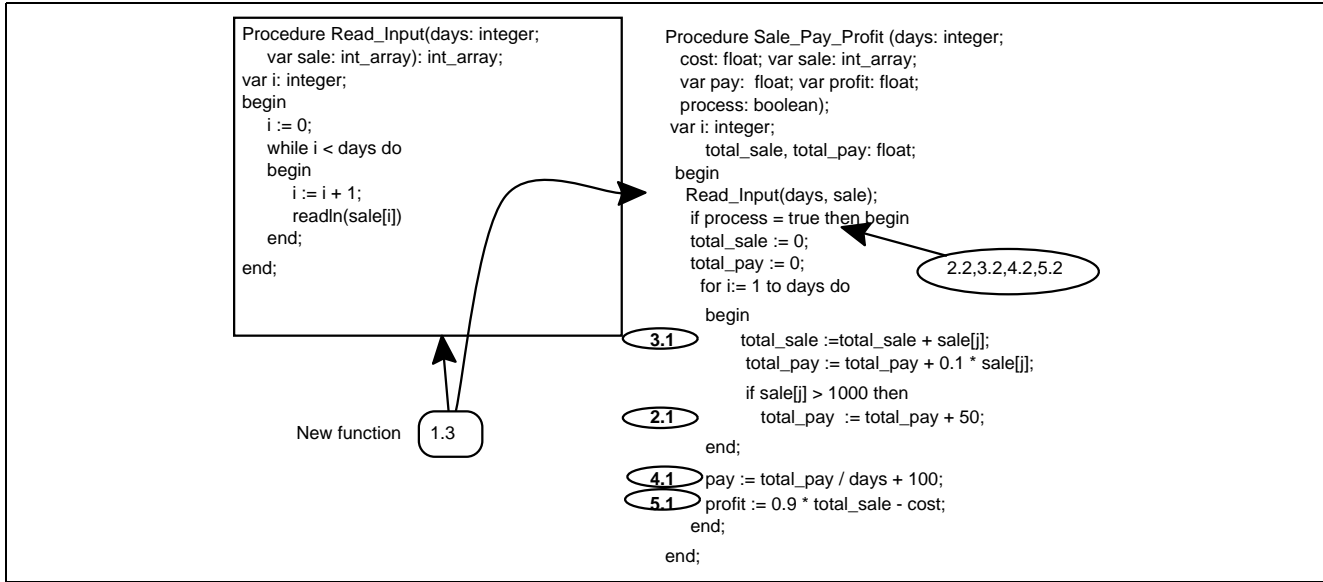 Procedure Read_Input(days: integer;
var sale: int_array): int_array;
var i: integer;
begin
i := 0;
while i < days do
begin
i := i + 1;
readln(sale[i])
end;
end;
New function
1.3
Procedure Sale_Pay_Profit (days: integer;
cost: float; var sale: int_array;
var pay: float; var profit: float;
process: boolean);
var i: integer;
total_sale, total_pay: float;
begin
Read_Input(days, sale);
if process = true then begin
total_sale := 0;
total_pay := 0;
for i:= 1 to days do
2.2,3.2,4.2,5.2
begin
3.1 total_sale :=total_sale + sale[j];
total_pay := total_pay + 0.1 * sale[j];
if sale[j] > 1000 then
2.1 total_pay := total_pay + 50;
end;
4.1 pay := total_pay / days + 100;
5.1 profit := 0.9 * total_sale - cost;
end;
end;